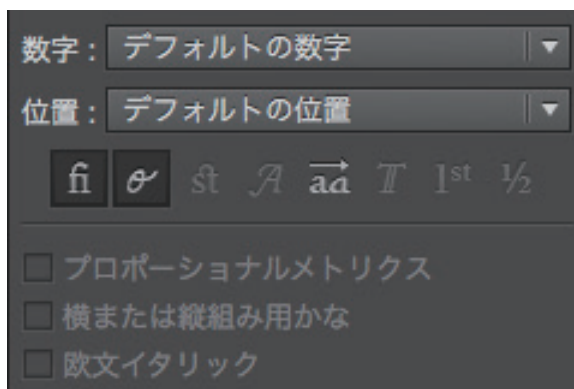 数字 : デフォルトの数字
位置 : デフォルトの位置
fi st A aa T 1st ½
プロポーショナルメトリクス
横または縦組み用かな
欧文イタリック